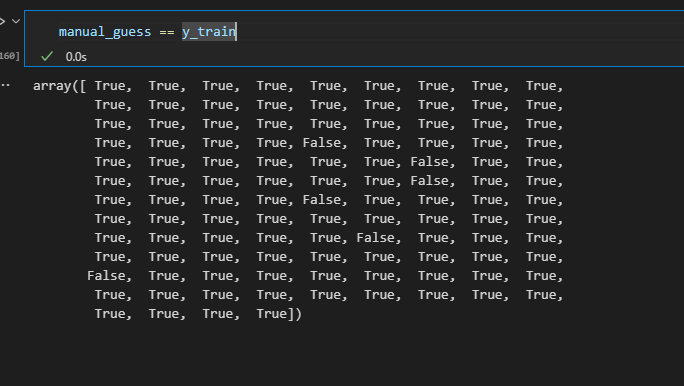 manual_guess == y_train
160]
0.0s
array([ True, True, True, True, True, True, True, True, True,
True, True, True, True, True, True, True, True, True,
True, True, True, True, True, True, True, True, True,
True, True, True, True, False, True, True, True, True,
True, True, True, True, True, True, False, True, True,
True, True, True, True, True, True, False, True, True,
True, True, True, True, False, True, True, True, True,
True, True, True, True, True, True, True, True, True,
True, True, True, True, True, False, True, True, True,
True, True, True, True, True, True, True, True, True,
False, True, True, True, True, True, True, True, True,
True, True, True, True, True, True, True, True, True,
True, True, True, True])